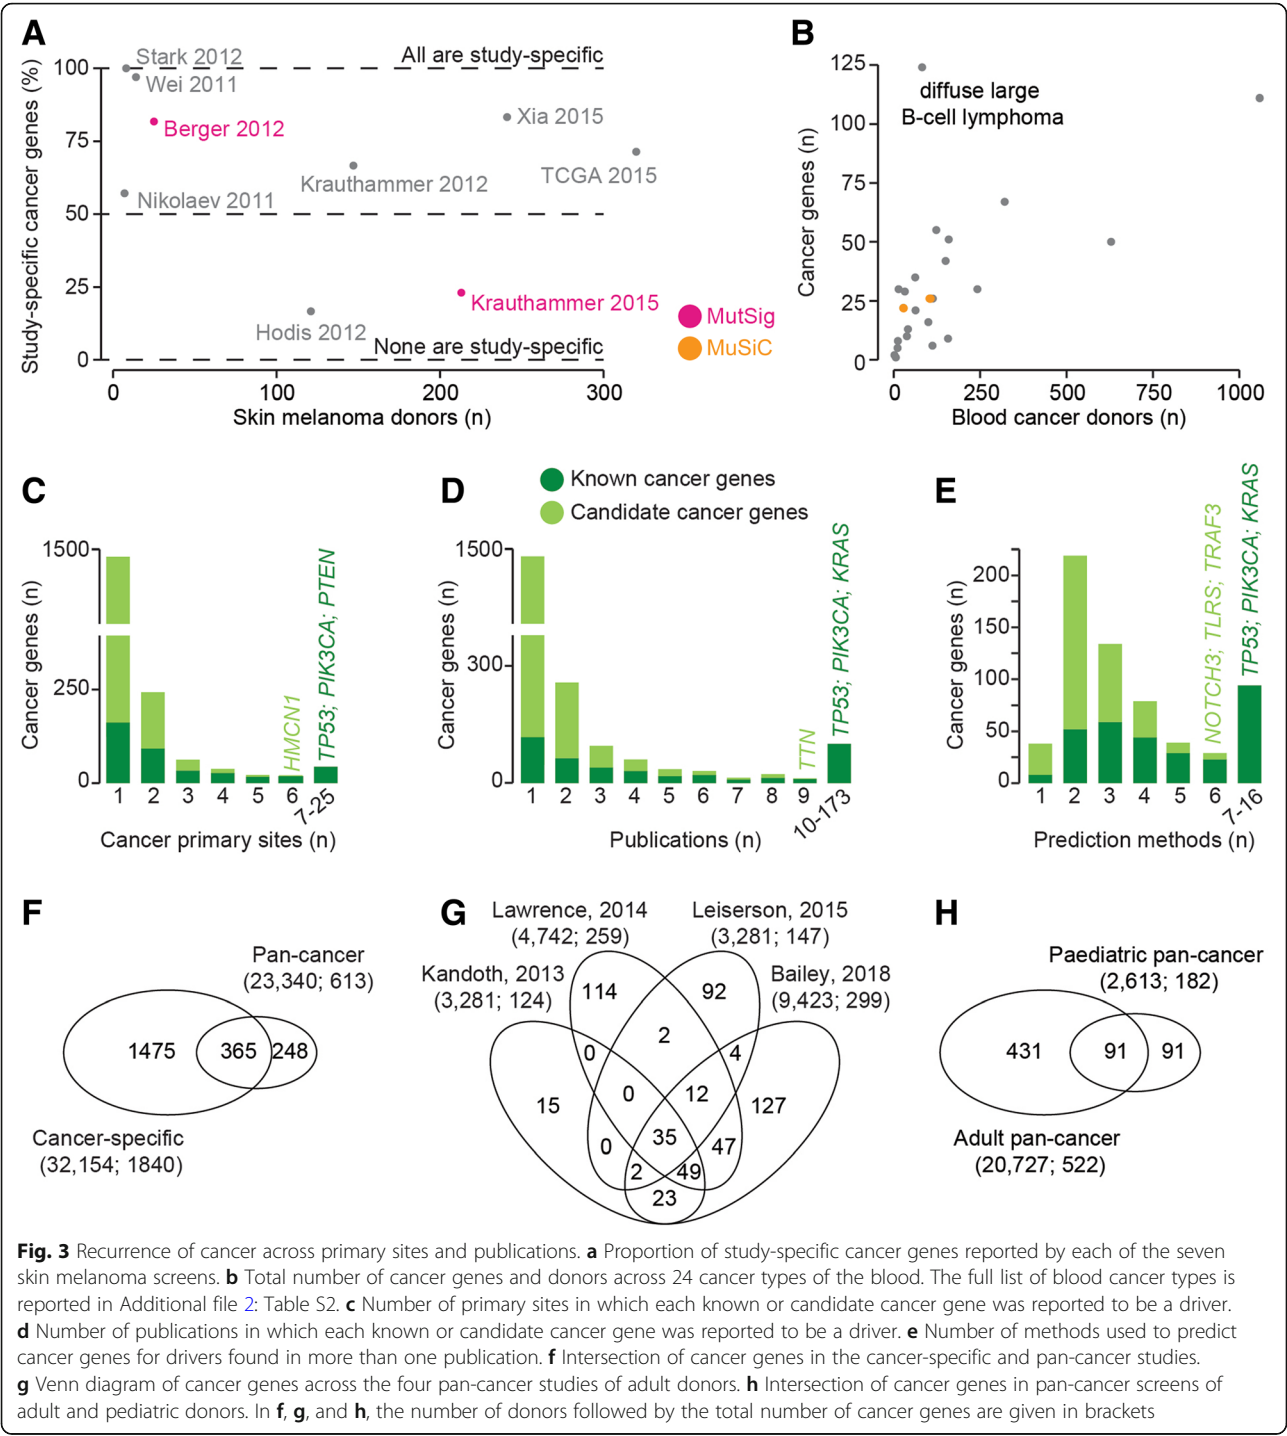 A
Study-specific cancer genes (%)
100
75
50
25
0
Stark 2012
Wei 2011
Berger 2012
Nikolaev 2011
All are study-specific
Xia 2015
TCGA 2015
Krauthammer 2012
Krauthammer 2015
Hodis 2012
None are study-specific
0 100 200 300
Skin melanoma donors (n)
MutSig
MuSiC
B
Cancer genes (n)
125
100
75
50
25
0
diffuse large
B-cell lymphoma
0 250 500 750 1000
Blood cancer donors (n)
Known cancer genes
Candidate cancer genes
C
Cancer genes (n)
1500
250
0
HMCN1
TP53; PIK3CA; PTEN
1 2 3 4 5 6 7-25
Cancer primary sites (n)
D
Cancer genes (n)
1500
300
0
TTN
TP53; PIK3CA; KRAS
1 2 3 4 5 6 7 8 9 10-173
Publications (n)
E
Cancer genes (n)
200
150
100
50
0
NOTCH3; TLRS; TRAF3
TP53; PIK3CA; KRAS
1 2 3 4 5 6 7-16
Prediction methods (n)
F
Pan-cancer
(23,340; 613)
1475 365 248
Cancer-specific
(32,154; 1840)
G
Lawrence, 2014
(4,742; 259)
Leiserson, 2015
(3,281; 147)
Kandoth, 2013
(3,281; 124)
Bailey, 2018
(9,423; 299)
114 92
2
0 4
0 12
15 127
35
0 47
2 49
23
H
Paediatric pan-cancer
(2,613; 182)
431 91 91
Adult pan-cancer
(20,727; 522)
Fig. 3 Recurrence of cancer across primary sites and publications. a Proportion of study-specific cancer genes reported by each of the seven
skin melanoma screens. b Total number of cancer genes and donors across 24 cancer types of the blood. The full list of blood cancer types is
reported in Additional file 2: Table S2. c Number of primary sites in which each known or candidate cancer gene was reported to be a driver.
d Number of publications in which each known or candidate cancer gene was reported to be a driver. e Number of methods used to predict
cancer genes for drivers found in more than one publication. f Intersection of cancer genes in the cancer-specific and pan-cancer studies.
g Venn diagram of cancer genes across the four pan-cancer studies of adult donors. h Intersection of cancer genes in pan-cancer screens of
adult and pediatric donors. In f, g, and h, the number of donors followed by the total number of cancer genes are given in brackets